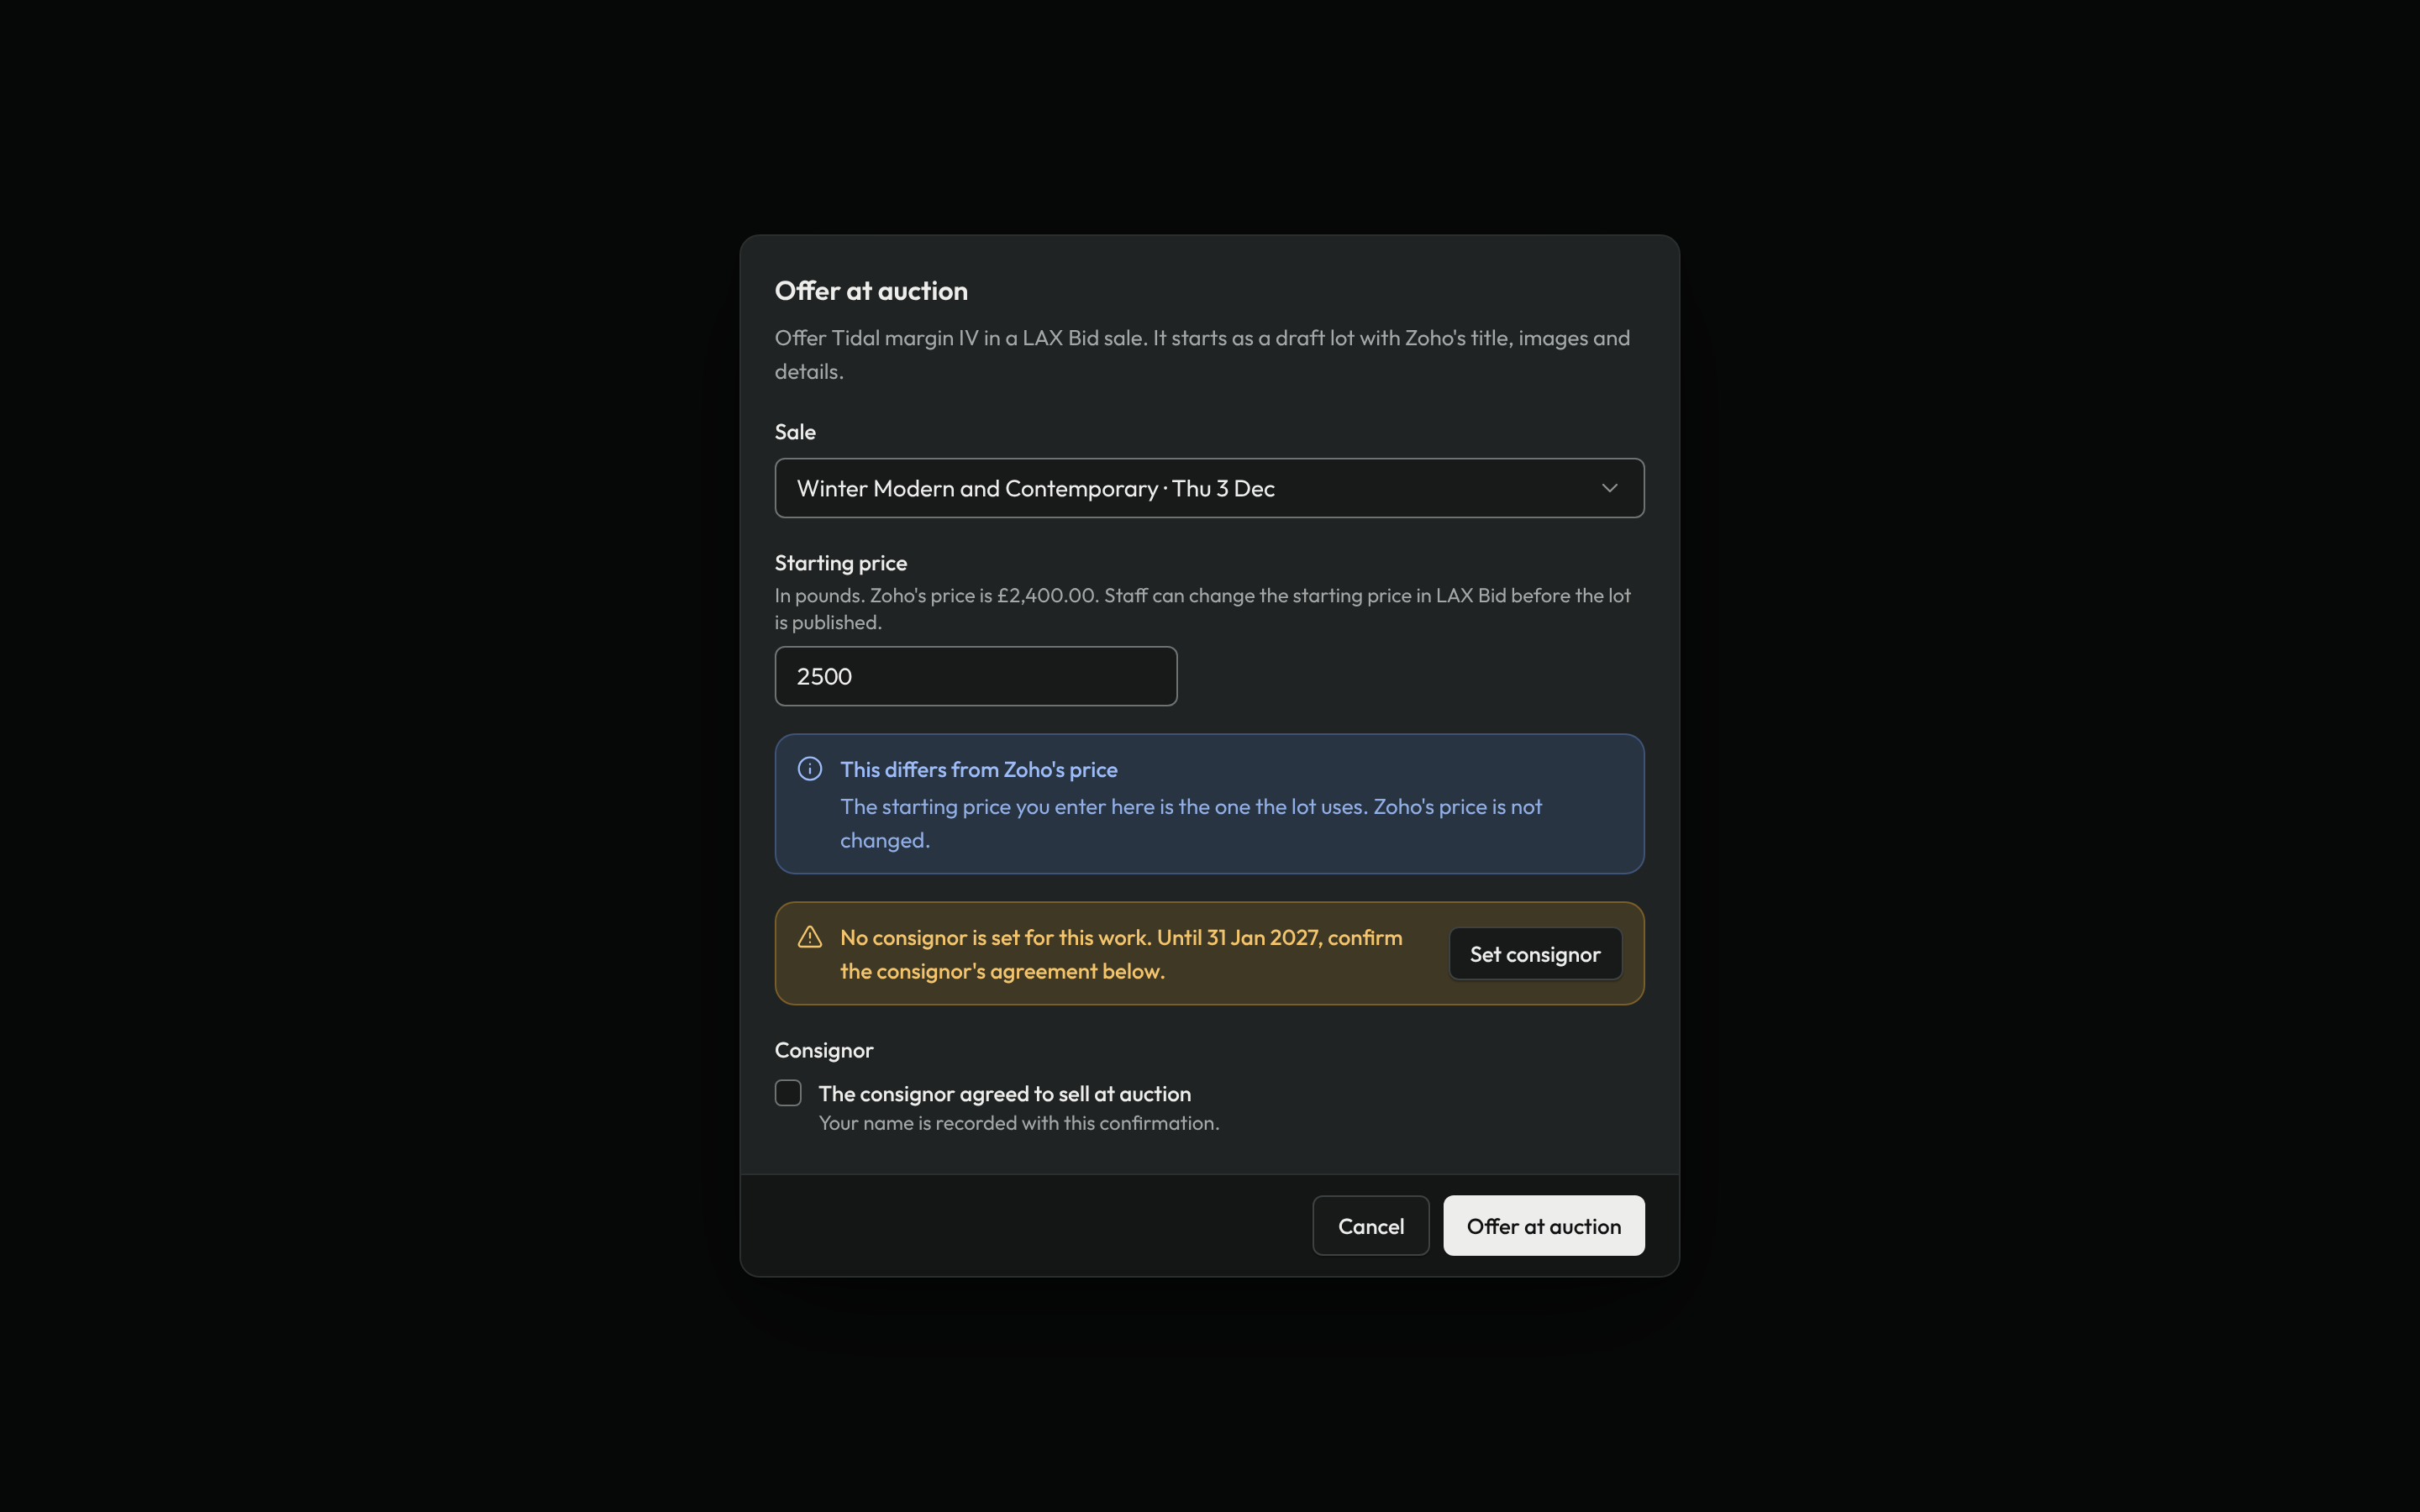 Offer at auction
Offer Tidal margin IV in a LAX Bid sale. It starts as a draft lot with Zoho's title, images and
details.
Sale
Winter Modern and Contemporary · Thu 3 Dec
Starting price
In pounds. Zoho's price is £2,400.00. Staff can change the starting price in LAX Bid before the lot
is published.
2500
This differs from Zoho's price
The starting price you enter here is the one the lot uses. Zoho's price is not
changed.
No consignor is set for this work. Until 31 Jan 2027, confirm
the consignor's agreement below.
Set consignor
Consignor
The consignor agreed to sell at auction
Your name is recorded with this confirmation.
Cancel
Offer at auction